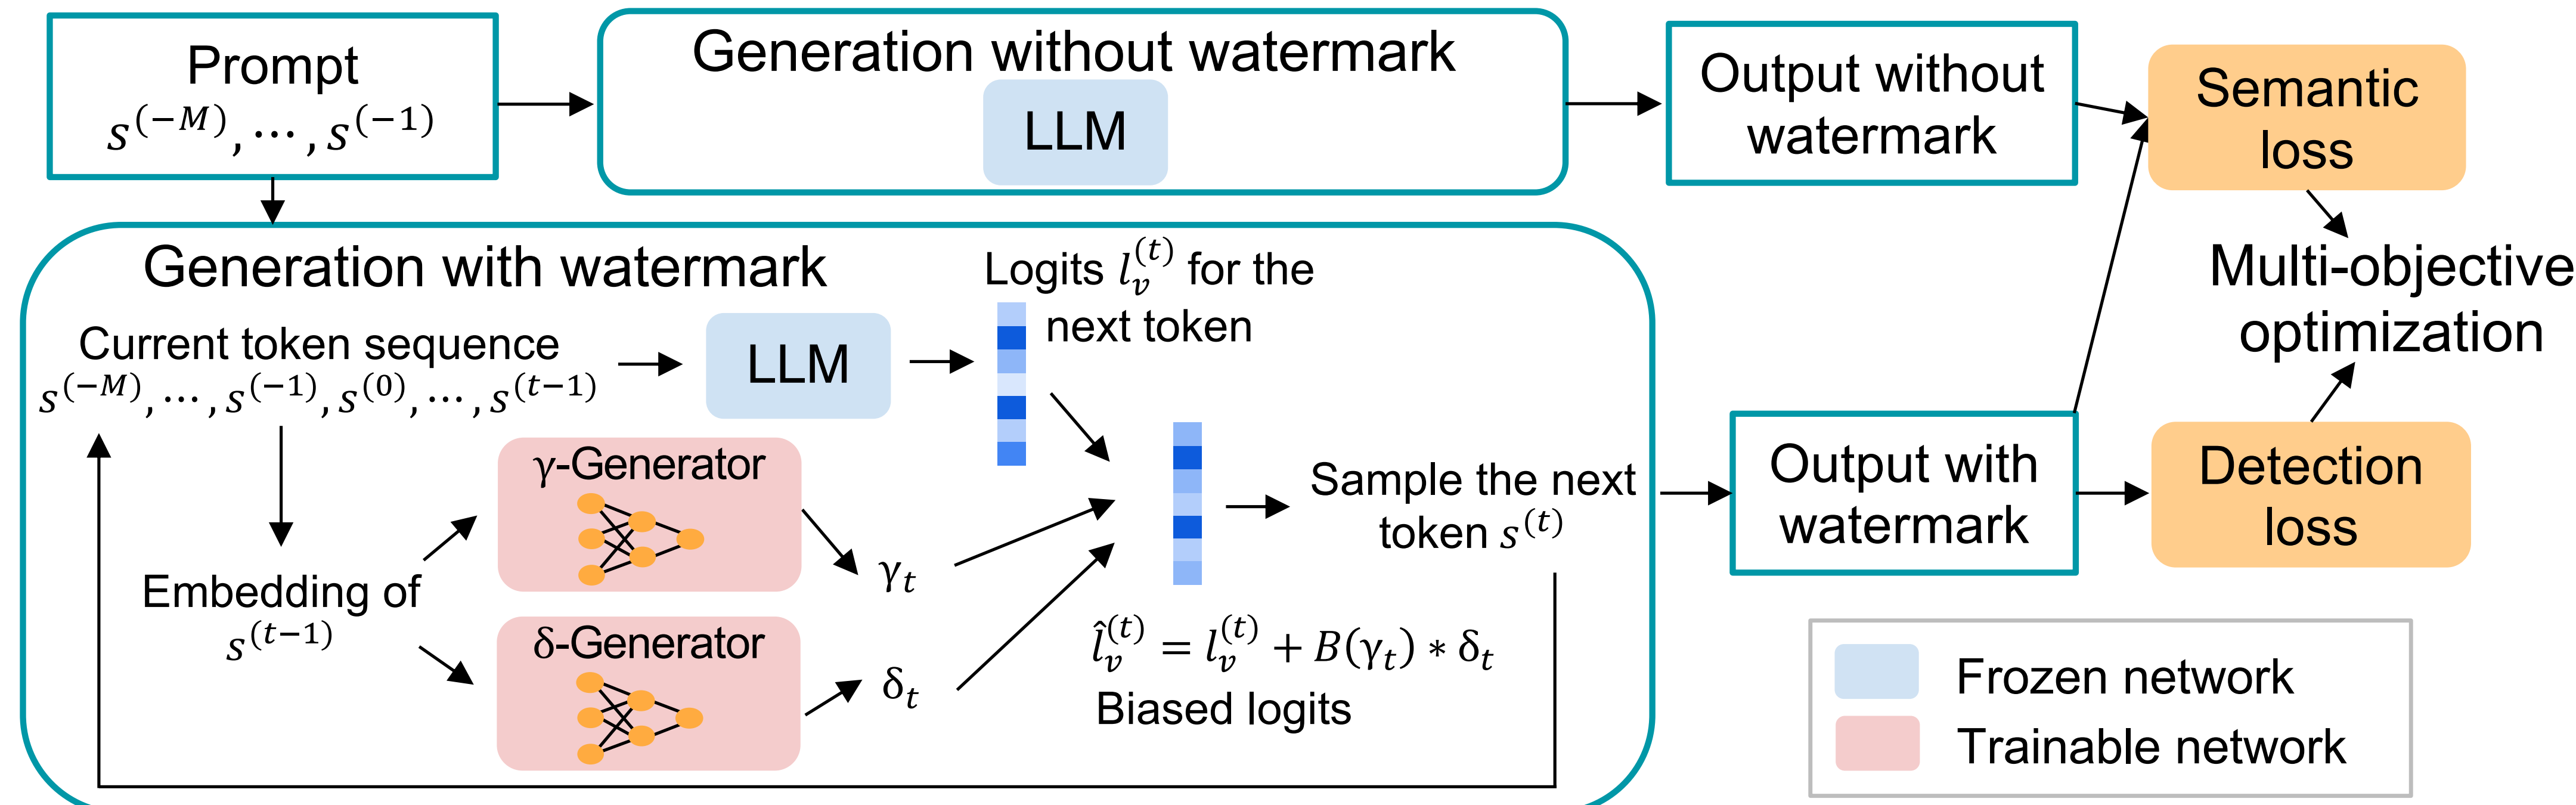 Prompt
s^(−M), ⋯, s^(−1)
Generation without watermark
LLM
Output without
watermark
Semantic
loss
Generation with watermark
Current token sequence
s^(−M), ⋯, s^(−1), s^(0), ⋯, s^(t−1)
LLM
Logits l_v^(t) for the
next token
Embedding of
s^(t−1)
γ-Generator
γ_t
δ-Generator
δ_t
l̂_v^(t) = l_v^(t) + B(γ_t) ∗ δ_t
Biased logits
Sample the next
token s^(t)
Output with
watermark
Detection
loss
Multi-objective
optimization
Frozen network
Trainable network